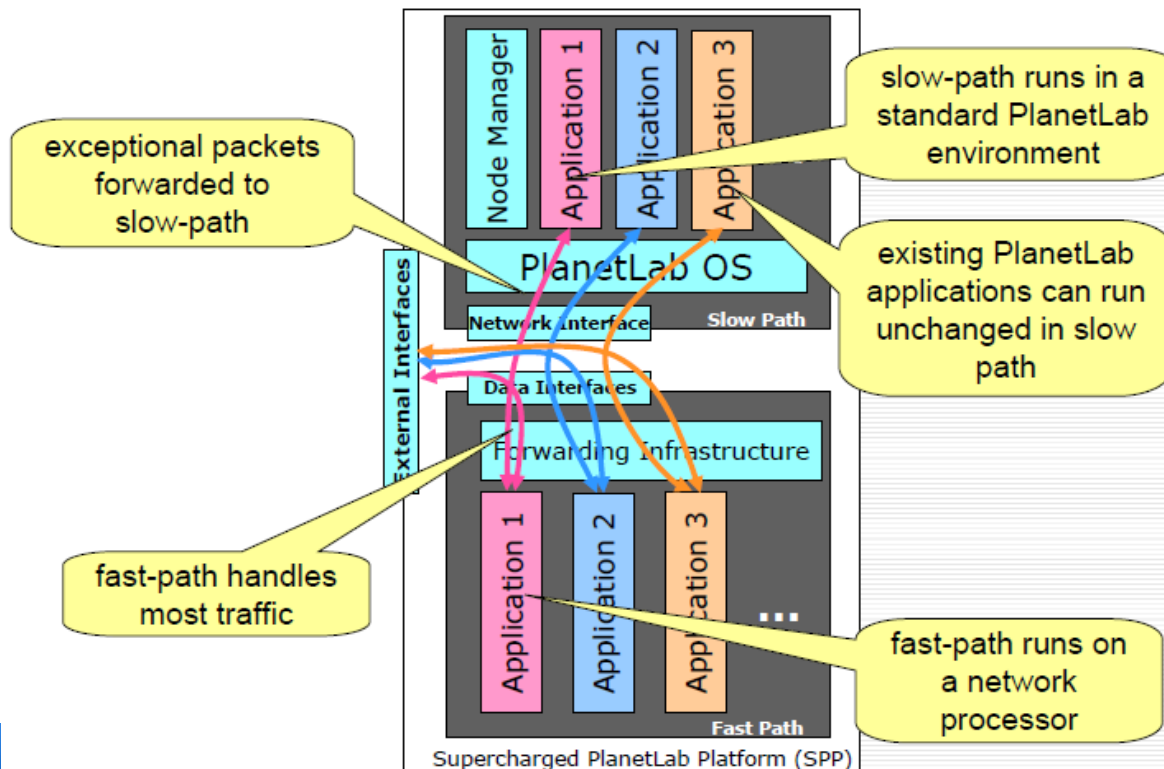 Node Manager
Application 1
Application 2
Application 3
slow-path runs in a
standard PlanetLab
environment
exceptional packets
forwarded to
slow-path
PlanetLab OS
existing PlanetLab
applications can run
unchanged in slow
path
Network Interface
Slow Path
External Interfaces
Data Interfaces
Forwarding Infrastructure
Application 1
Application 2
Application 3
...
fast-path handles
most traffic
fast-path runs on
a network
processor
Fast Path
Supercharged PlanetLab Platform (SPP)